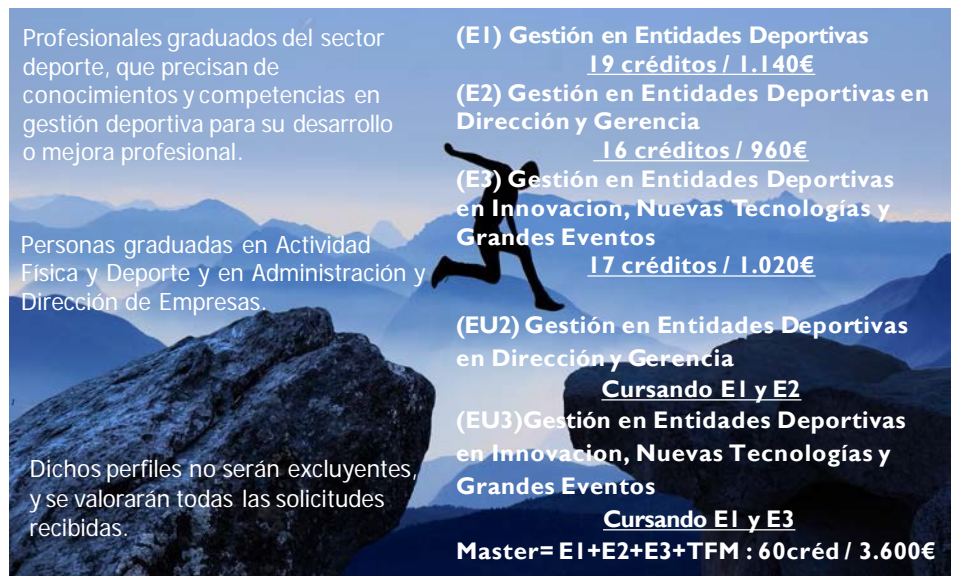 Profesionales graduados del sector
deporte, que precisan de
conocimientos y competencias en
gestión deportiva para su desarrollo
o mejora profesional.
Personas graduadas en Actividad
Física y Deporte y en Administración y
Dirección de Empresas.
Dichos perfiles no serán excluyentes,
y se valorarán todas las solicitudes
recibidas.
(E1) Gestión en Entidades Deportivas
19 créditos / 1.140€
(E2) Gestión en Entidades Deportivas en
Dirección y Gerencia
16 créditos / 960€
(E3) Gestión en Entidades Deportivas
en Innovacion, Nuevas Tecnologías y
Grandes Eventos
17 créditos / 1.020€
(EU2) Gestión en Entidades Deportivas
en Dirección y Gerencia
Cursando E1 y E2
(EU3)Gestión en Entidades Deportivas
en Innovacion, Nuevas Tecnologías y
Grandes Eventos
Cursando E1 y E3
Master= E1+E2+E3+TFM : 60créd / 3.600€